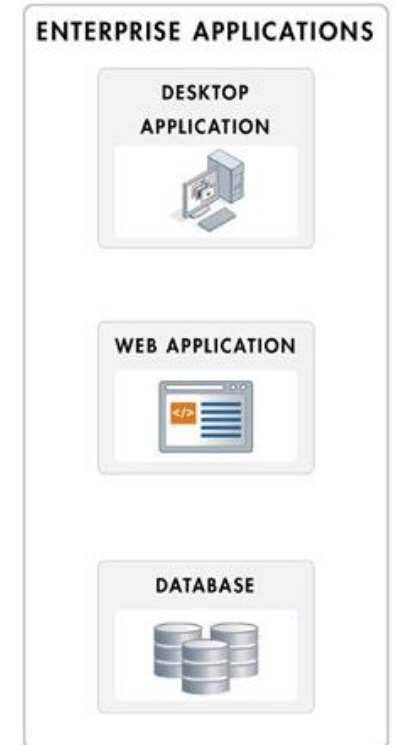 ENTERPRISE APPLICATIONS
DESKTOP
APPLICATION
WEB APPLICATION
</>
DATABASE